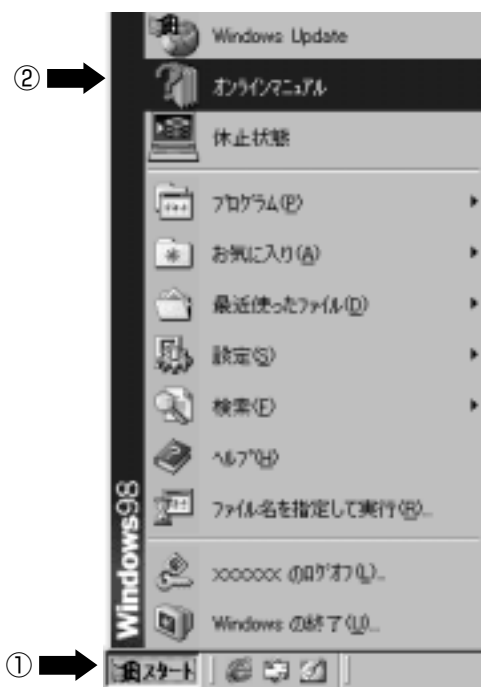 Windows Update
② オンラインマニュアル
休止状態
プログラム(P)
お気に入り(A)
最近使ったファイル(D)
設定(S)
検索(F)
ヘルプ(H)
ファイル名を指定して実行(R)...
xxxxxx のログオフ(L)...
Windows の終了(U)...
Windows98
① スタート